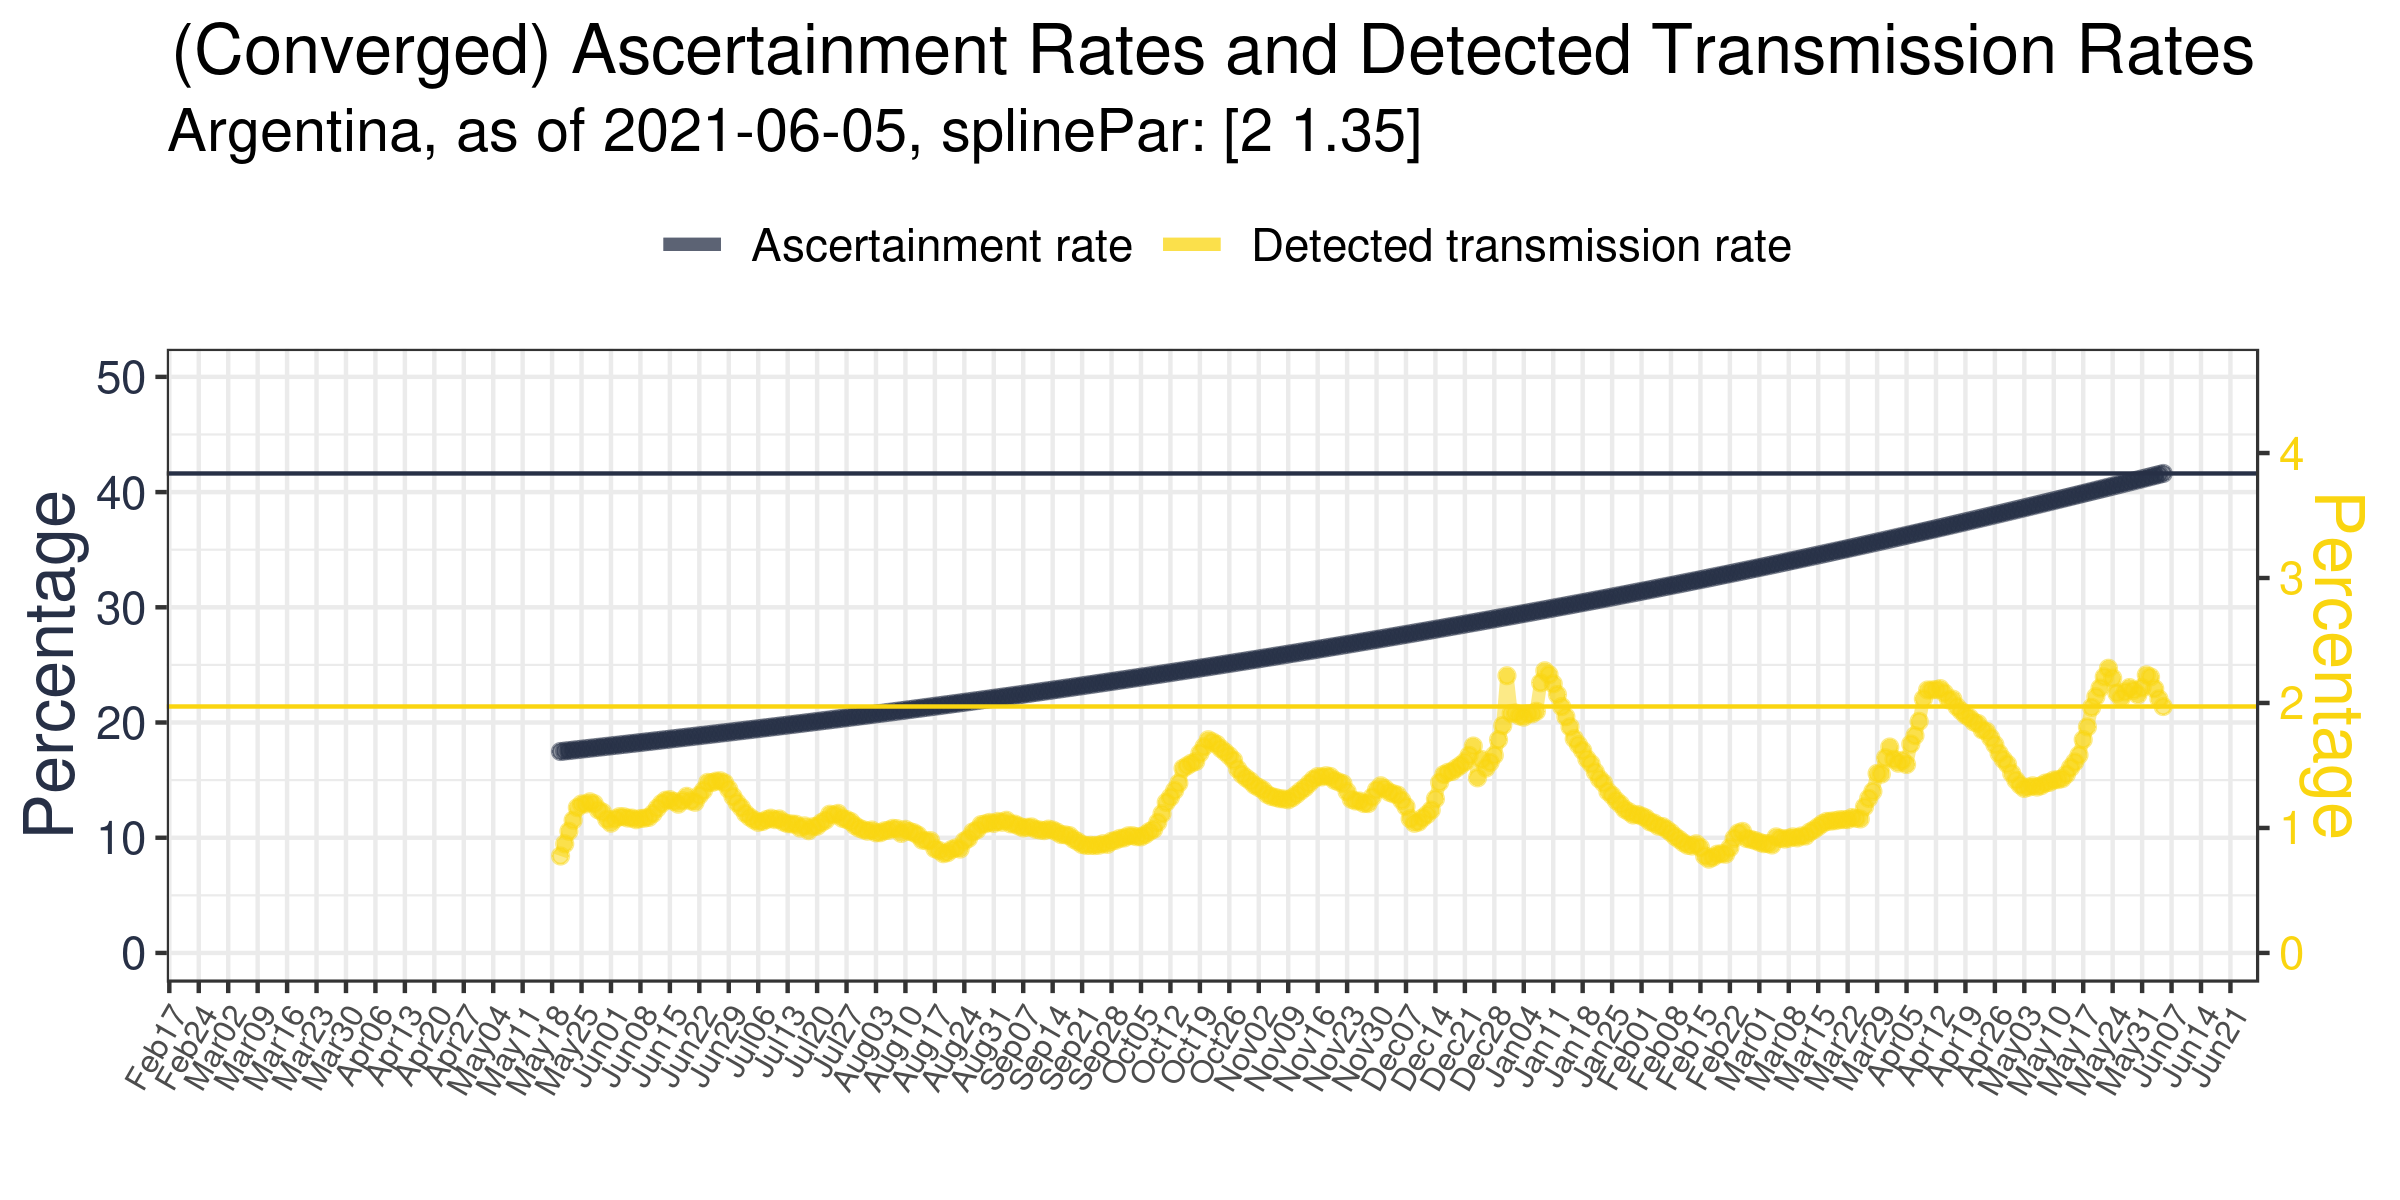 (Converged) Ascertainment Rates and Detected Transmission Rates
Argentina, as of 2021-06-05, splinePar: [2 1.35]
Ascertainment rate Detected transmission rate
Percentage
50
40
30
20
10
0
4
3
2
1
0
Percentage
Feb17 Feb24 Mar02 Mar09 Mar16 Mar23 Mar30 Apr06 Apr13 Apr20 Apr27 May04 May11 May18 May25 Jun01 Jun08 Jun15 Jun22 Jun29 Jul06 Jul13 Jul20 Jul27 Aug03 Aug10 Aug17 Aug24 Aug31 Sep07 Sep14 Sep21 Sep28 Oct05 Oct12 Oct19 Oct26 Nov02 Nov09 Nov16 Nov23 Nov30 Dec07 Dec14 Dec21 Dec28 Jan04 Jan11 Jan18 Jan25 Feb01 Feb08 Feb15 Feb22 Mar01 Mar08 Mar15 Mar22 Mar29 Apr05 Apr12 Apr19 Apr26 May03 May10 May17 May24 May31 Jun07 Jun14 Jun21